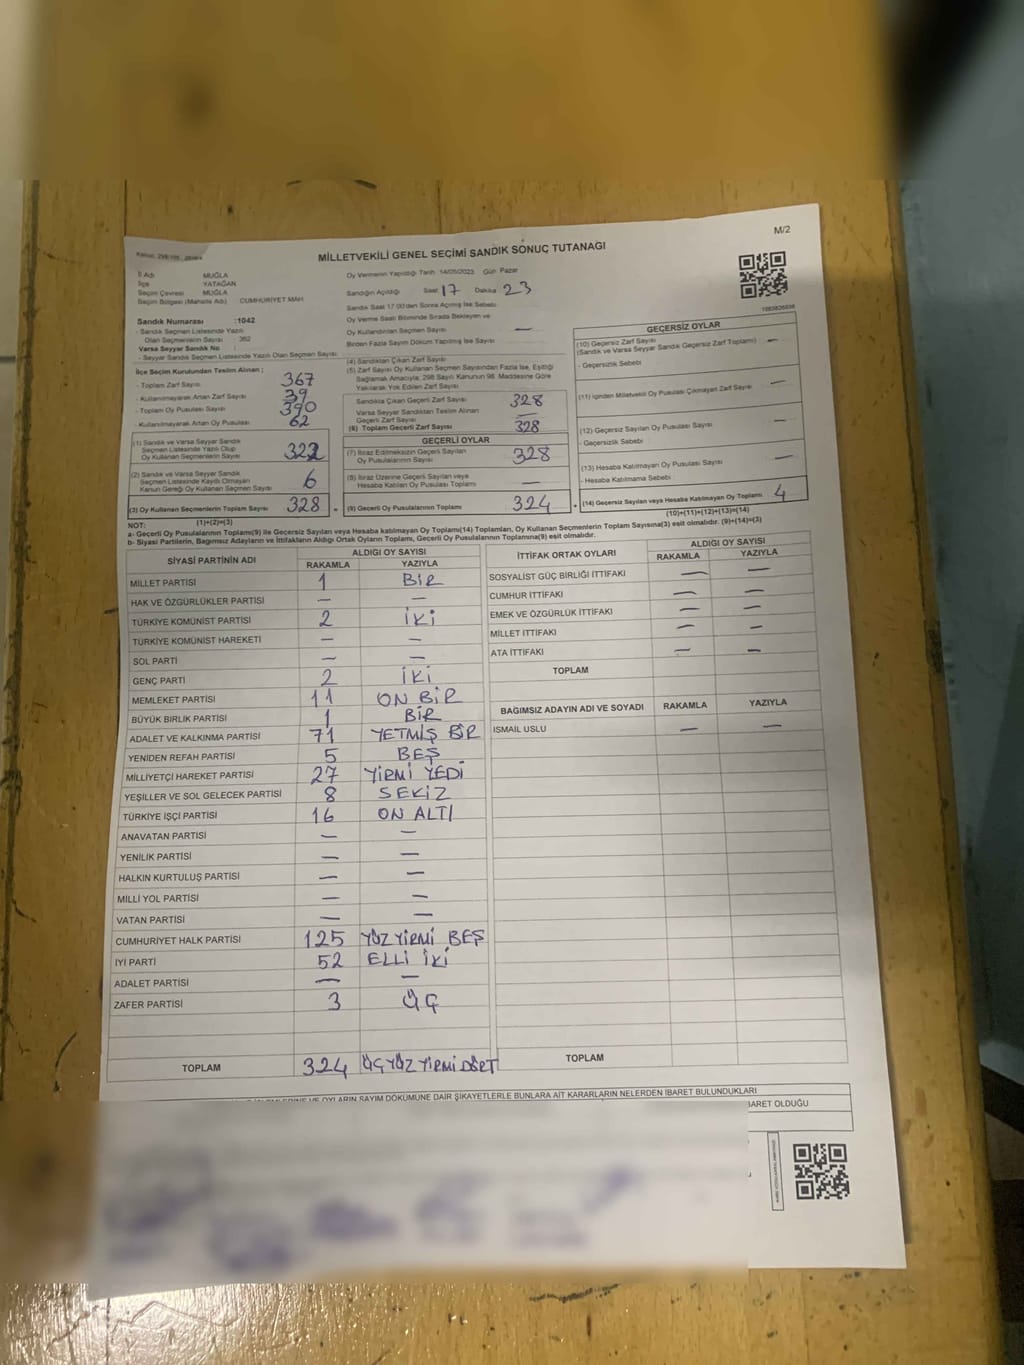 M/2
MİLLETVEKİLİ GENEL SEÇİMİ SANDIK SONUÇ TUTANAĞI
İl Adı MUĞLA
İlçe YATAĞAN
Seçim Çevresi MUĞLA
Seçim Bölgesi (Mahalle Adı) CUMHURİYET MAH.
Oy Vermenin Yapıldığı Tarih 14/05/2023 Gün Pazar
Sandığın Açıldığı Saat 17 Dakika 23
Sandık Saat 17:00'den Sonra Açılmış İse Sebebi
Oy Verme Saati Bitiminde Sırada Bekleyen ve
Oy Kullandırılan Seçmen Sayısı —
Birden Fazla Sayım Döküm Yapılmış İse Sayısı
Sandık Numarası :1042
- Sandık Seçmen Listesinde Yazılı
Olan Seçmenlerin Sayısı : 362
Varsa Seyyar Sandık No :
- Seyyar Sandık Seçmen Listesinde Yazılı Olan Seçmen Sayısı
İlçe Seçim Kurulundan Teslim Alınan ;
- Toplam Zarf Sayısı 367
- Kullanılmayarak Artan Zarf Sayısı 39
- Toplam Oy Pusulası Sayısı 390
- Kullanılmayarak Artan Oy Pusulası 62
(1) Sandık ve Varsa Seyyar Sandık
Seçmen Listesinde Yazılı Olup
Oy Kullanan Seçmenlerin Sayısı 322
(2) Sandık ve Varsa Seyyar Sandık
Seçmen Listesinde Kayıtlı Olmayan
Kanun Gereği Oy Kullanan Seçmen Sayısı 6
(3) Oy Kullanan Seçmenlerin Toplam Sayısı 328
(1)+(2)=(3)
(4) Sandıktan Çıkan Zarf Sayısı
(5) Zarf Sayısı Oy Kullanan Seçmen Sayısından Fazla İse, Eşitliği
Sağlamak Amacıyla; 298 Sayılı Kanunun 98. Maddesine Göre
Yakılarak Yok Edilen Zarf Sayısı
Sandıkta Çıkan Geçerli Zarf Sayısı 328
Varsa Seyyar Sandıktan Teslim Alınan
Geçerli Zarf Sayısı —
(6) Toplam Geçerli Zarf Sayısı 328
GEÇERLİ OYLAR
(7) İtiraz Edilmeksizin Geçerli Sayılan
Oy Pusulalarının Sayısı 328
(8) İtiraz Üzerine Geçerli Sayılan veya
Hesaba Katılan Oy Pusulası Toplamı —
(9) Geçerli Oy Pusulalarının Toplamı 324
GEÇERSİZ OYLAR
(10) Geçersiz Zarf Sayısı —
(Sandık ve Varsa Seyyar Sandık Geçersiz Zarf Toplamı)
- Geçersizlik Sebebi
(11) İçinden Milletvekili Oy Pusulası Çıkmayan Zarf Sayısı —
(12) Geçersiz Sayılan Oy Pusulası Sayısı —
- Geçersizlik Sebebi
(13) Hesaba Katılmayan Oy Pusulası Sayısı —
- Hesaba Katılmama Sebebi
(14) Geçersiz Sayılan veya Hesaba Katılmayan Oy Pusulası Toplamı 4
(10)+(11)+(12)+(13)=(14)
NOT:
a- Geçerli Oy Pusulalarının Toplamı(9) ile Geçersiz Sayılan veya Hesaba katılmayan Oy Pusulası Toplamı(14) Toplamları, Oy Kullanan Seçmenlerin Toplam Sayısına(3) eşit olmalıdır. (9)+(14)=(3)
b- Siyasi Partilerin, Bağımsız Adayların ve İttifakların Aldığı Ortak Oyların Toplamı, Geçerli Oy Pusulalarının Toplamına(9) eşit olmalıdır.
SİYASİ PARTİNİN ADI ALDIĞI OY SAYISI
RAKAMLA YAZIYLA
MİLLET PARTİSİ 1 BİR
HAK VE ÖZGÜRLÜKLER PARTİSİ — —
TÜRKİYE KOMÜNİST PARTİSİ 2 İKİ
TÜRKİYE KOMÜNİST HAREKETİ — —
SOL PARTİ — —
GENÇ PARTİ 2 İKİ
MEMLEKET PARTİSİ 11 ON BİR
BÜYÜK BİRLİK PARTİSİ 1 BİR
ADALET VE KALKINMA PARTİSİ 71 YETMİŞ BİR
YENİDEN REFAH PARTİSİ 5 BEŞ
MİLLİYETÇİ HAREKET PARTİSİ 27 YİRMİ YEDİ
YEŞİLLER VE SOL GELECEK PARTİSİ 8 SEKİZ
TÜRKİYE İŞÇİ PARTİSİ 16 ON ALTI
ANAVATAN PARTİSİ — —
YENİLİK PARTİSİ — —
HALKIN KURTULUŞ PARTİSİ — —
MİLLİ YOL PARTİSİ — —
VATAN PARTİSİ — —
CUMHURİYET HALK PARTİSİ 125 YÜZ YİRMİ BEŞ
İYİ PARTİ 52 ELLİ İKİ
ADALET PARTİSİ — —
ZAFER PARTİSİ 3 ÜÇ
TOPLAM 324 ÜÇ YÜZ YİRMİ DÖRT
İTTİFAK ORTAK OYLARI ALDIĞI OY SAYISI
RAKAMLA YAZIYLA
SOSYALİST GÜÇ BİRLİĞİ İTTİFAKI — —
CUMHUR İTTİFAKI — —
EMEK VE ÖZGÜRLÜK İTTİFAKI — —
MİLLET İTTİFAKI — —
ATA İTTİFAKI — —
TOPLAM
BAĞIMSIZ ADAYIN ADI VE SOYADI RAKAMLA YAZIYLA
İSMAİL USLU — —
TOPLAM
VE OYLARIN SAYIM DÖKÜMÜNE DAİR ŞİKAYETLERLE BUNLARA AİT KARARLARIN NELERDEN İBARET BULUNDUKLARI
BARET OLDUĞU